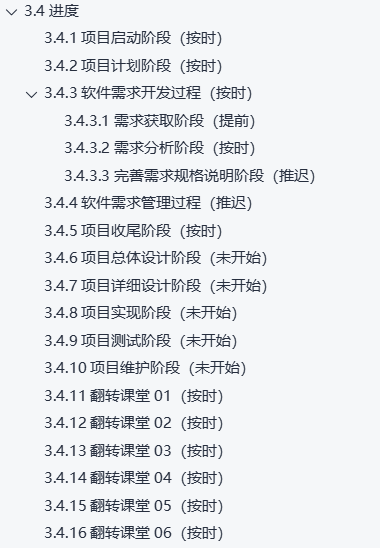 3.4 进度
3.4.1 项目启动阶段（按时）
3.4.2 项目计划阶段（按时）
3.4.3 软件需求开发过程（按时）
3.4.3.1 需求获取阶段（提前）
3.4.3.2 需求分析阶段（按时）
3.4.3.3 完善需求规格说明阶段（推迟）
3.4.4 软件需求管理过程（推迟）
3.4.5 项目收尾阶段（按时）
3.4.6 项目总体设计阶段（未开始）
3.4.7 项目详细设计阶段（未开始）
3.4.8 项目实现阶段（未开始）
3.4.9 项目测试阶段（未开始）
3.4.10 项目维护阶段（未开始）
3.4.11 翻转课堂 01（按时）
3.4.12 翻转课堂 02（按时）
3.4.13 翻转课堂 03（按时）
3.4.14 翻转课堂 04（按时）
3.4.15 翻转课堂 05（按时）
3.4.16 翻转课堂 06（按时）